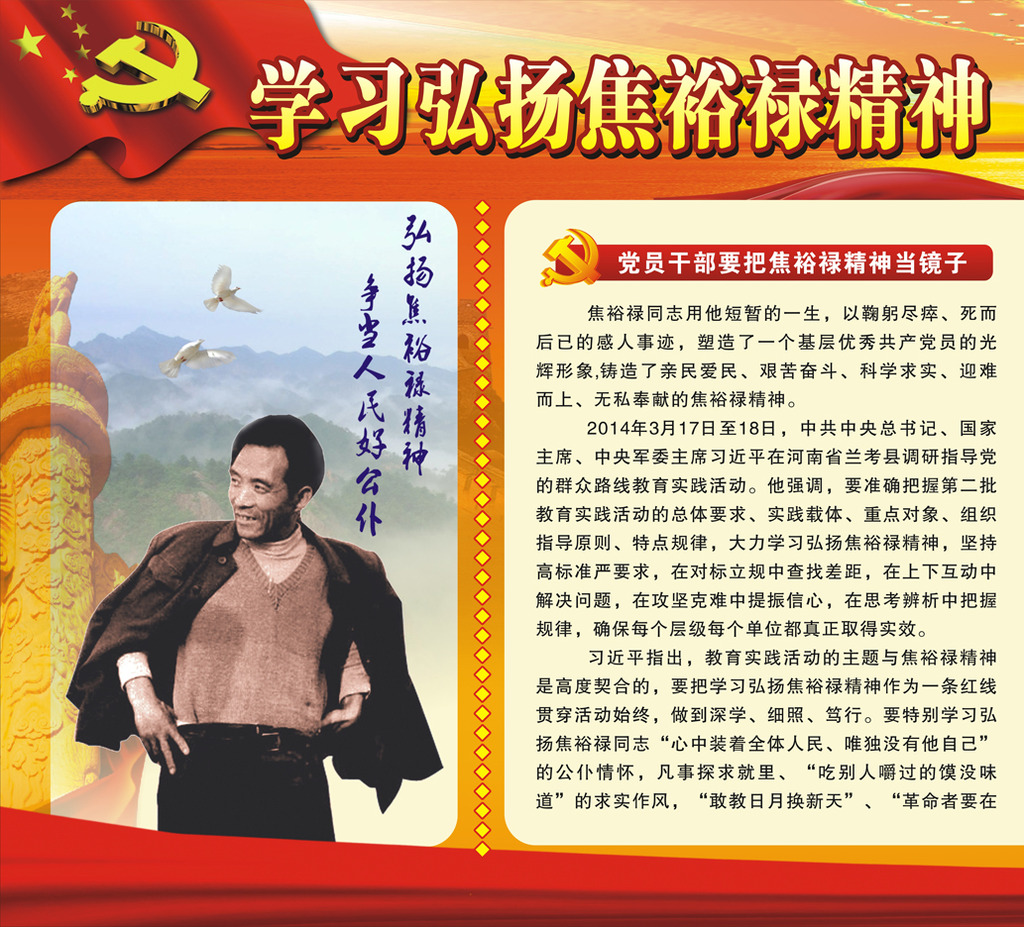 学习弘扬焦裕禄精神
弘扬焦裕禄精神
争当人民好公仆
党员干部要把焦裕禄精神当镜子
焦裕禄同志用他短暂的一生，以鞠躬尽瘁、死而
后已的感人事迹，塑造了一个基层优秀共产党员的光
辉形象,铸造了亲民爱民、艰苦奋斗、科学求实、迎难
而上、无私奉献的焦裕禄精神。
2014年3月17日至18日，中共中央总书记、国家
主席、中央军委主席习近平在河南省兰考县调研指导党
的群众路线教育实践活动。他强调，要准确把握第二批
教育实践活动的总体要求、实践载体、重点对象、组织
指导原则、特点规律，大力学习弘扬焦裕禄精神，坚持
高标准严要求，在对标立规中查找差距，在上下互动中
解决问题，在攻坚克难中提振信心，在思考辨析中把握
规律，确保每个层级每个单位都真正取得实效。
习近平指出，教育实践活动的主题与焦裕禄精神
是高度契合的，要把学习弘扬焦裕禄精神作为一条红线
贯穿活动始终，做到深学、细照、笃行。要特别学习弘
扬焦裕禄同志“心中装着全体人民、唯独没有他自己”
的公仆情怀，凡事探求就里、“吃别人嚼过的馍没味
道”的求实作风，“敢教日月换新天”、“革命者要在